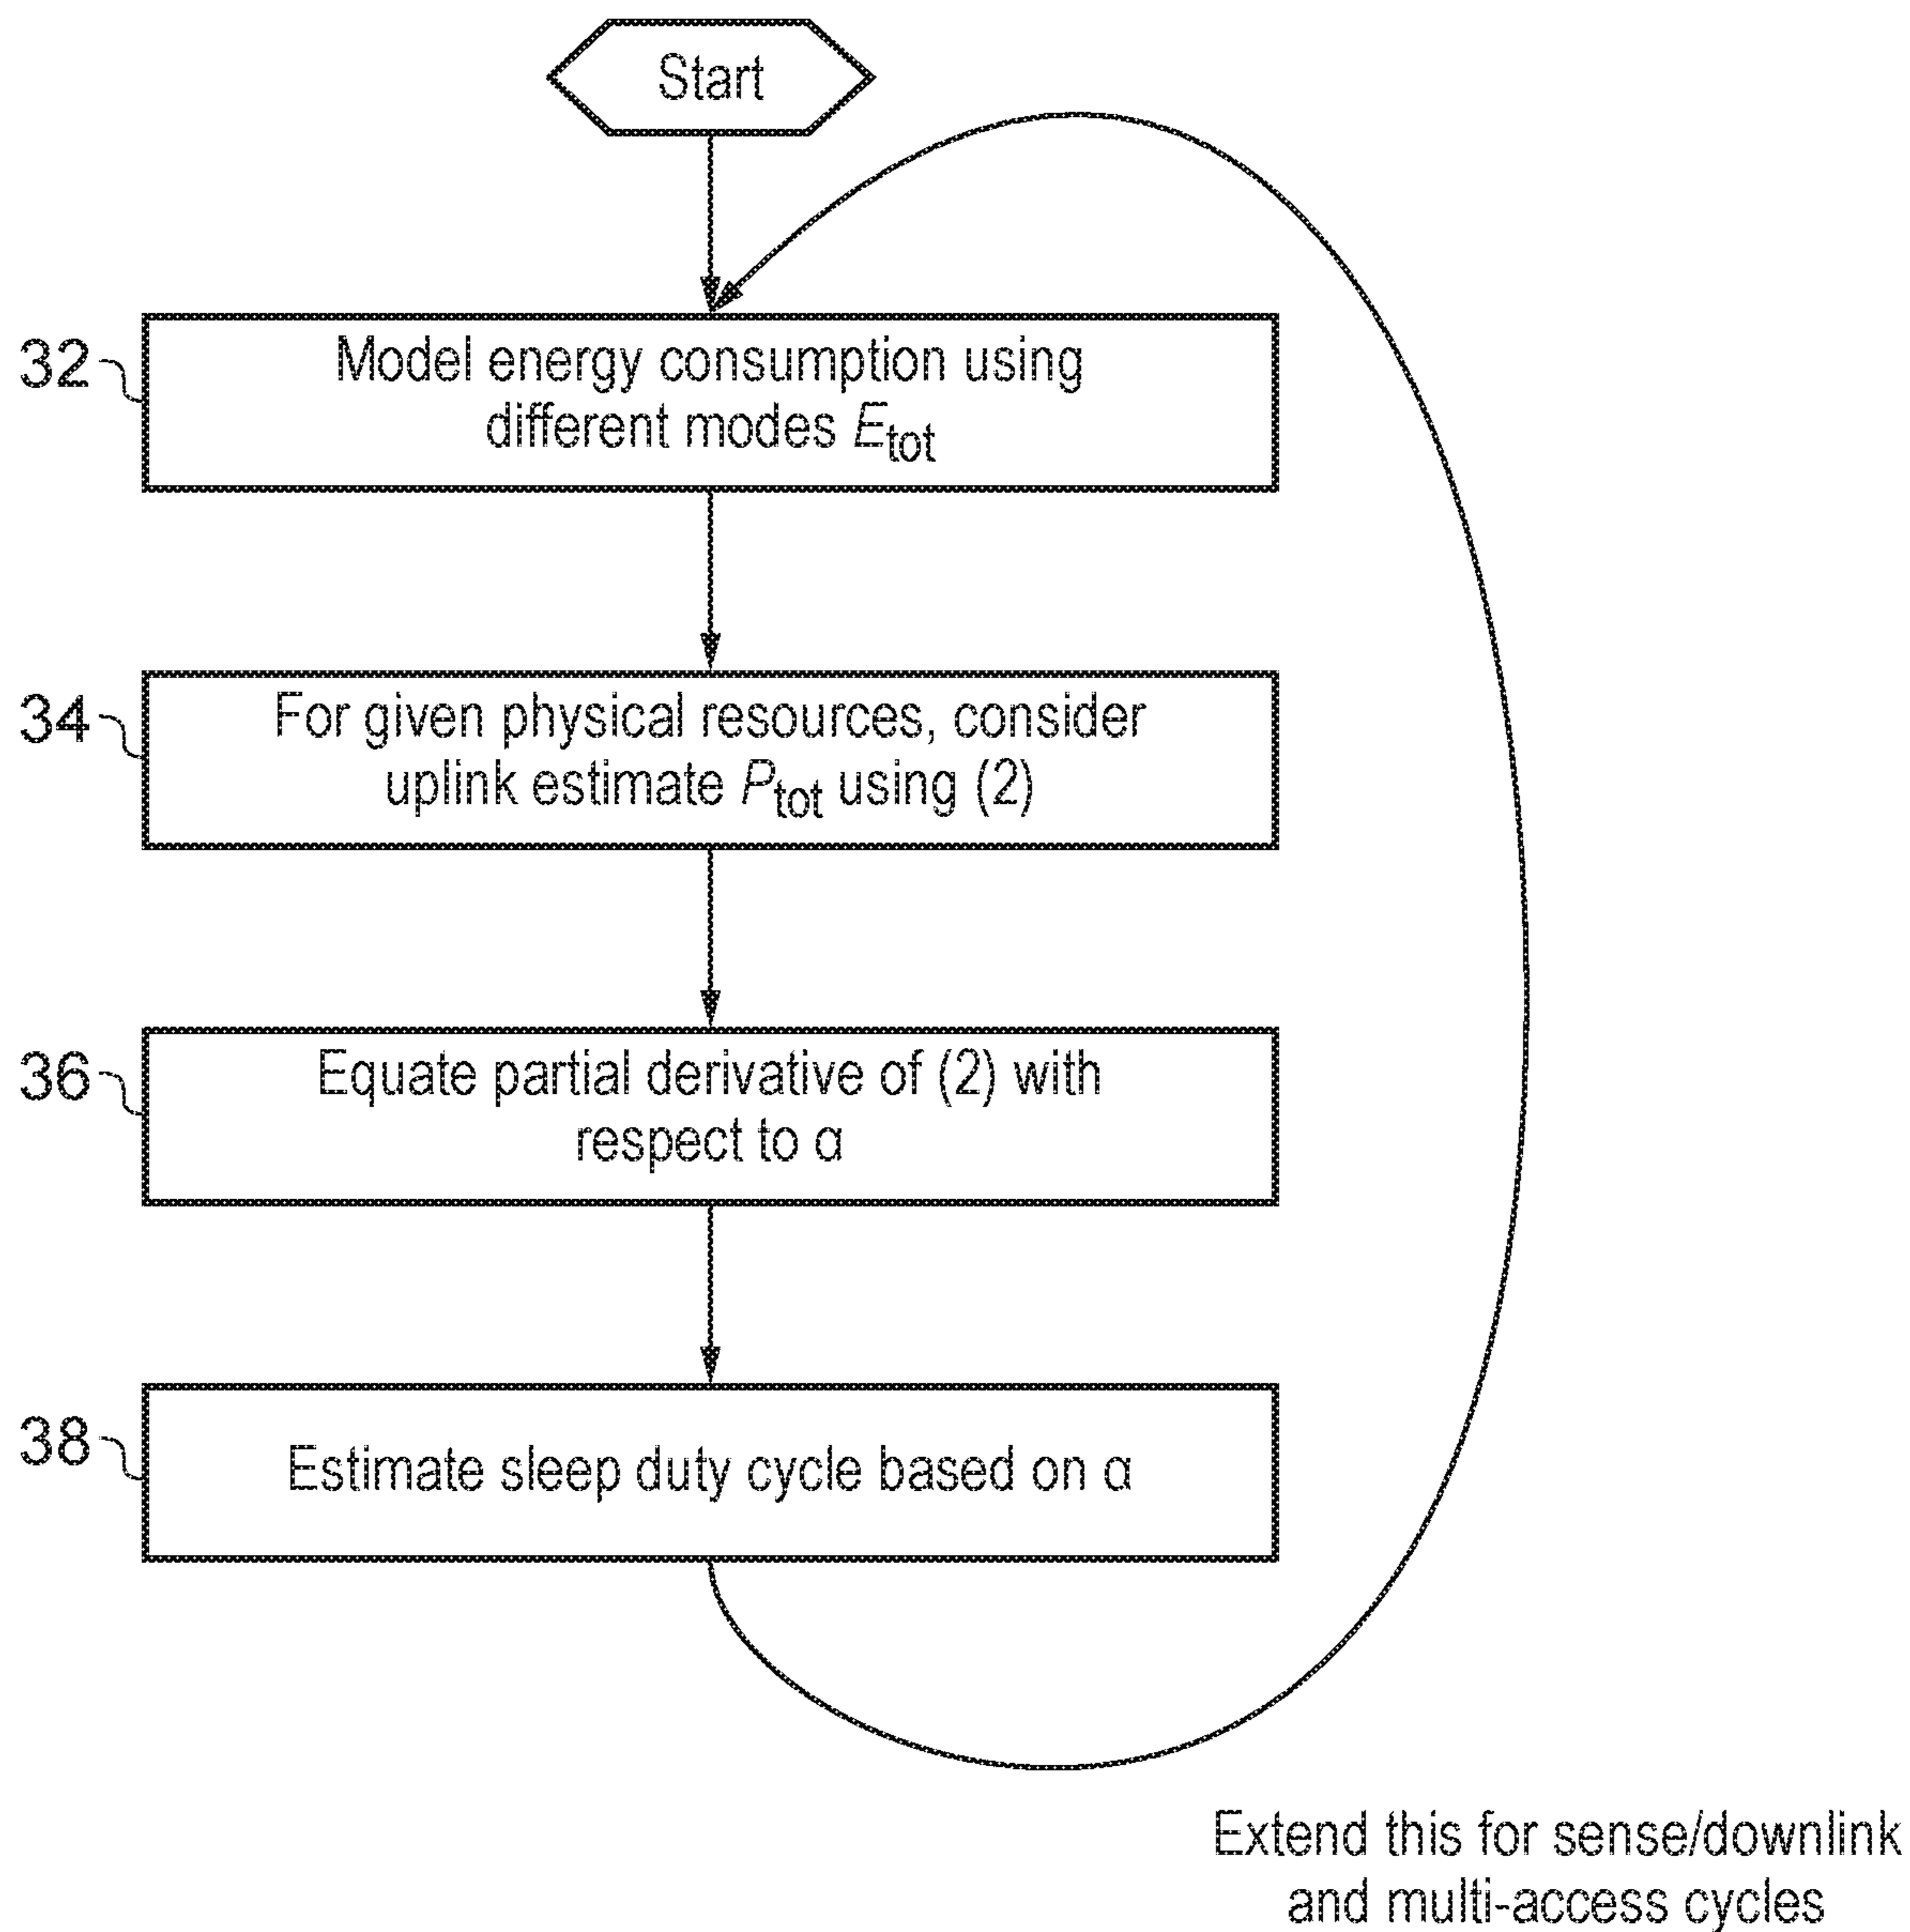 Start
32
Model energy consumption using
different modes Etot
34
For given physical resources, consider
uplink estimate Ptot using (2)
36
Equate partial derivative of (2) with
respect to α
38
Estimate sleep duty cycle based on α
Extend this for sense/downlink
and multi-access cycles